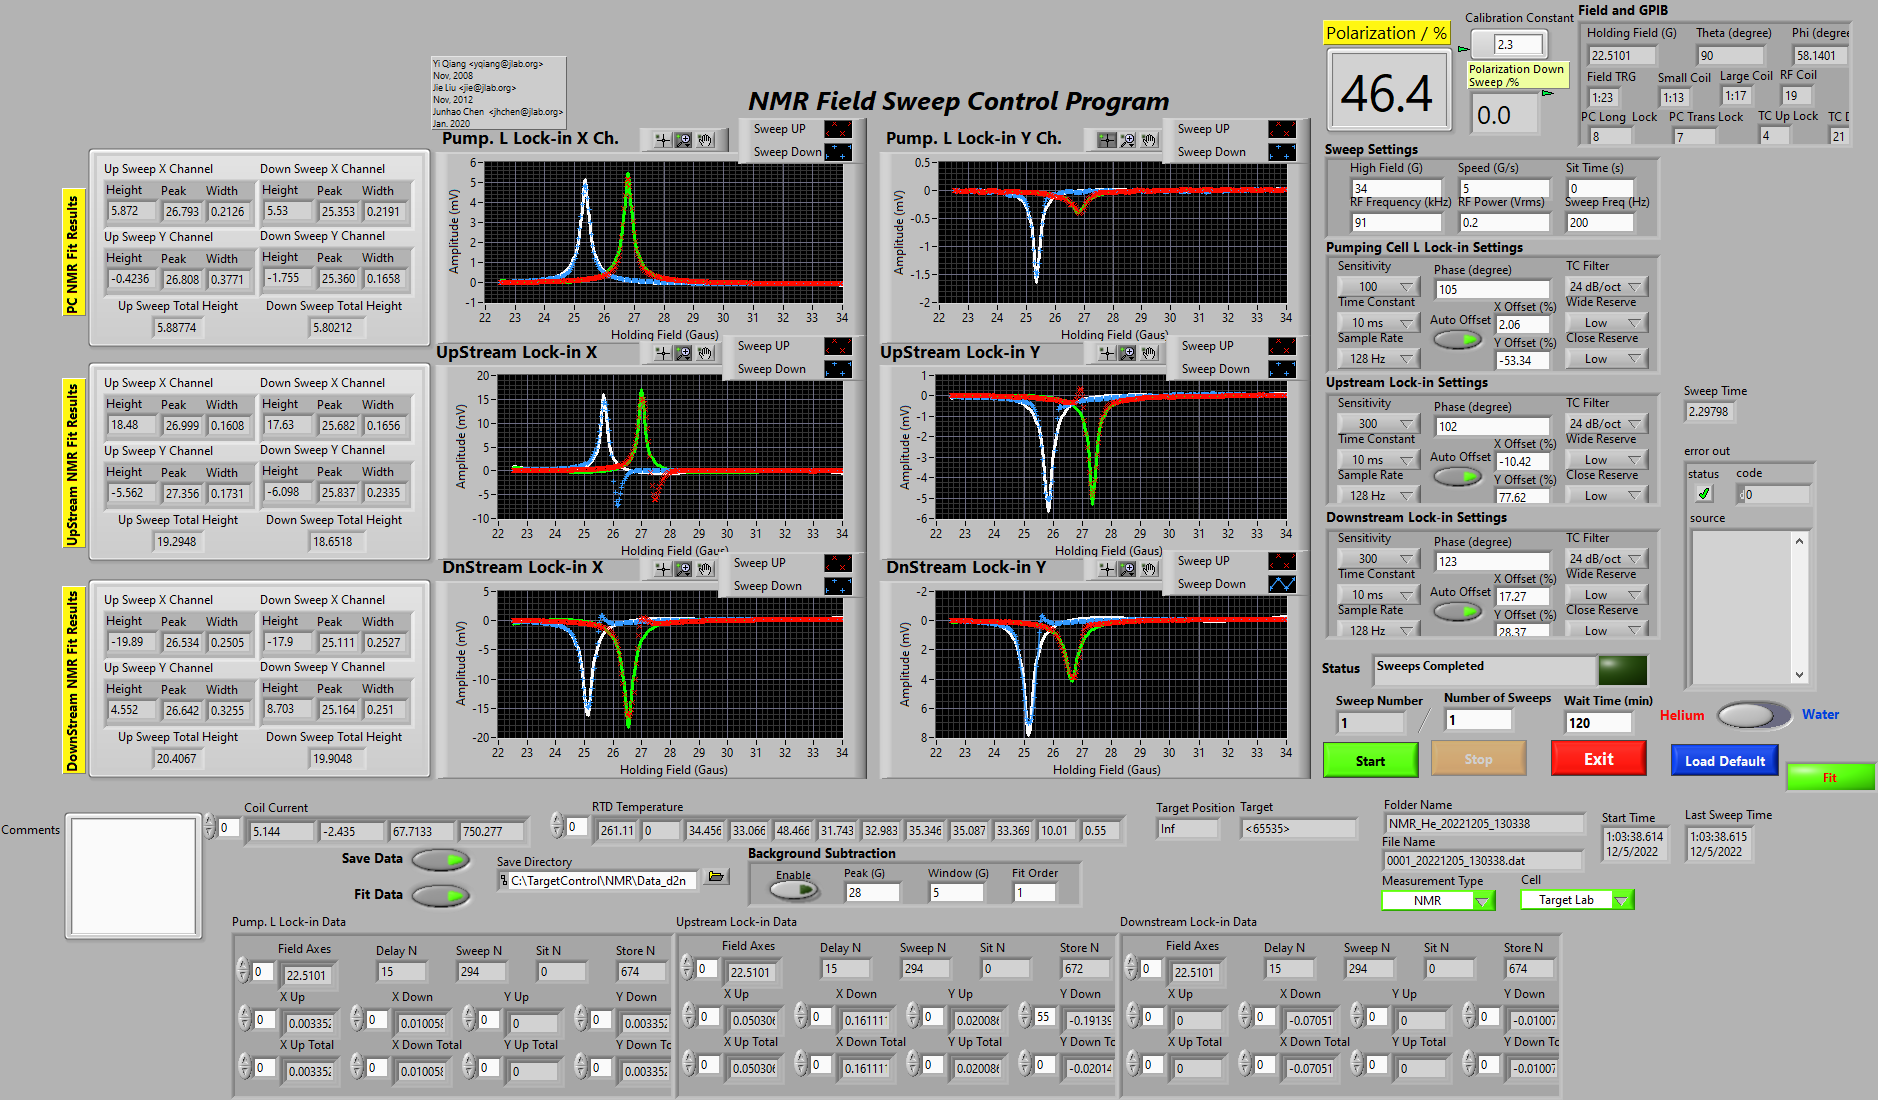 Yi Qiang <yqiang@jlab.org>
Nov, 2008
Jie Liu <jie@jlab.org>
Nov, 2012
Junhao Chen <jhchen@jlab.org>
Jan. 2020
NMR Field Sweep Control Program
Polarization / %
46.4
Calibration Constant
2.3
Polarization Down
Sweep /%
0.0
Field and GPIB
Holding Field (G) Theta (degree) Phi (degree
22.5101 90 58.1401
Field TRG Small Coil Large Coil RF Coil
1:23 1:13 1:17 19
PC Long Lock PC Trans Lock TC Up Lock TC D
8 7 4 21
PC NMR Fit Results
Up Sweep X Channel Down Sweep X Channel
Height Peak Width Height Peak Width
5.872 26.793 0.2126 5.53 25.353 0.2191
Up Sweep Y Channel Down Sweep Y Channel
Height Peak Width Height Peak Width
-0.4236 26.808 0.3771 -1.755 25.360 0.1658
Up Sweep Total Height Down Sweep Total Height
5.88774 5.80212
UpStream NMR Fit Results
Up Sweep X Channel Down Sweep X Channel
Height Peak Width Height Peak Width
18.48 26.999 0.1608 17.63 25.682 0.1656
Up Sweep Y Channel Down Sweep Y Channel
Height Peak Width Height Peak Width
-5.562 27.356 0.1731 -6.098 25.837 0.2335
Up Sweep Total Height Down Sweep Total Height
19.2948 18.6518
DownStream NMR Fit Results
Up Sweep X Channel Down Sweep X Channel
Height Peak Width Height Peak Width
-19.89 26.534 0.2505 -17.9 25.111 0.2527
Up Sweep Y Channel Down Sweep Y Channel
Height Peak Width Height Peak Width
4.552 26.642 0.3255 8.703 25.164 0.251
Up Sweep Total Height Down Sweep Total Height
20.4067 19.9048
Pump. L Lock-in X Ch.
Sweep UP
Sweep Down
Amplitude (mV)
6
5
4
3
2
1
0
-1
22 23 24 25 26 27 28 29 30 31 32 33 34
Holding Field (Gaus)
Pump. L Lock-in Y Ch.
Sweep UP
Sweep Down
Amplitude (mV)
0.5
0
-0.5
-1
-1.5
-2
22 23 24 25 26 27 28 29 30 31 32 33 34
Holding Field (Gaus)
UpStream Lock-in X
Sweep UP
Sweep Down
Amplitude (mV)
20
15
10
5
0
-5
-10
22 23 24 25 26 27 28 29 30 31 32 33 34
Holding Field (Gaus)
UpStream Lock-in Y
Sweep UP
Sweep Down
Amplitude (mV)
1
0
-1
-2
-3
-4
-5
-6
22 23 24 25 26 27 28 29 30 31 32 33 34
Holding Field (Gaus)
DnStream Lock-in X
Sweep UP
Sweep Down
Amplitude (mV)
5
0
-5
-10
-15
-20
22 23 24 25 26 27 28 29 30 31 32 33 34
Holding Field (Gaus)
DnStream Lock-in Y
Sweep UP
Sweep Down
Amplitude (mV)
-2
0
2
4
6
8
22 23 24 25 26 27 28 29 30 31 32 33 34
Holding Field (Gaus)
Sweep Settings
High Field (G) Speed (G/s) Sit Time (s)
34 5 0
RF Frequency (kHz) RF Power (Vrms) Sweep Freq (Hz)
91 0.2 200
Pumping Cell L Lock-in Settings
Sensitivity Phase (degree) TC Filter
100 105 24 dB/oct
Time Constant X Offset (%) Wide Reserve
10 ms Auto Offset 2.06 Low
Sample Rate Y Offset (%) Close Reserve
128 Hz -53.34 Low
Upstream Lock-in Settings
Sensitivity Phase (degree) TC Filter
300 102 24 dB/oct
Time Constant X Offset (%) Wide Reserve
10 ms Auto Offset -10.42 Low
Sample Rate Y Offset (%) Close Reserve
128 Hz 77.62 Low
Downstream Lock-in Settings
Sensitivity Phase (degree) TC Filter
300 123 24 dB/oct
Time Constant X Offset (%) Wide Reserve
10 ms Auto Offset 17.27 Low
Sample Rate Y Offset (%) Close Reserve
128 Hz 28.37 Low
Sweep Time
2.29798
error out
status code
0
source
Status Sweeps Completed
Sweep Number Number of Sweeps Wait Time (min)
1 / 1 120
Helium Water
Start Stop Exit Load Default Fit
Comments
Coil Current
0 5.144 -2.435 67.7133 750.277
RTD Temperature
0 261.11 0 34.456 33.066 48.466 31.743 32.983 35.346 35.087 33.369 10.01 0.55
Target Position Target
Inf <65535>
Folder Name
NMR_He_20221205_130338
File Name
0001_20221205_130338.dat
Start Time Last Sweep Time
1:03:38.614 1:03:38.615
12/5/2022 12/5/2022
Measurement Type Cell
NMR Target Lab
Save Data
Fit Data
Save Directory
C:\TargetControl\NMR\Data_d2n
Background Subtraction
Enable Peak (G) Window (G) Fit Order
28 5 1
Pump. L Lock-in Data
Field Axes Delay N Sweep N Sit N Store N
0 22.5101 15 294 0 674
X Up X Down Y Up Y Down
0 0.003352 0 0.010058 0 0 0 0.003352
X Up Total X Down Total Y Up Total Y Down To
0 0.003352 0 0.010058 0 0 0 0.003352
Upstream Lock-in Data
Field Axes Delay N Sweep N Sit N Store N
0 22.5101 15 294 0 672
X Up X Down Y Up Y Down
0 0.050306 0 0.161111 0 0.020086 55 -0.19139
X Up Total X Down Total Y Up Total Y Down To
0 0.050306 0 0.161111 0 0.020086 0 -0.02014
Downstream Lock-in Data
Field Axes Delay N Sweep N Sit N Store N
0 22.5101 15 294 0 674
X Up X Down Y Up Y Down
0 0 0 -0.07051 0 0 0 -0.01007
X Up Total X Down Total Y Up Total Y Down To
0 0 0 -0.07051 0 0 0 -0.01007